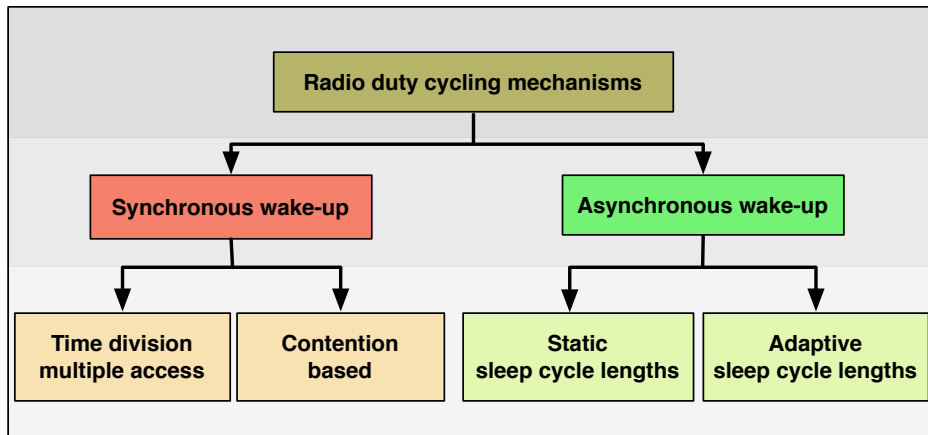 Radio duty cycling mechanisms
Synchronous wake-up
Asynchronous wake-up
Time division
multiple access
Contention
based
Static
sleep cycle lengths
Adaptive
sleep cycle lengths